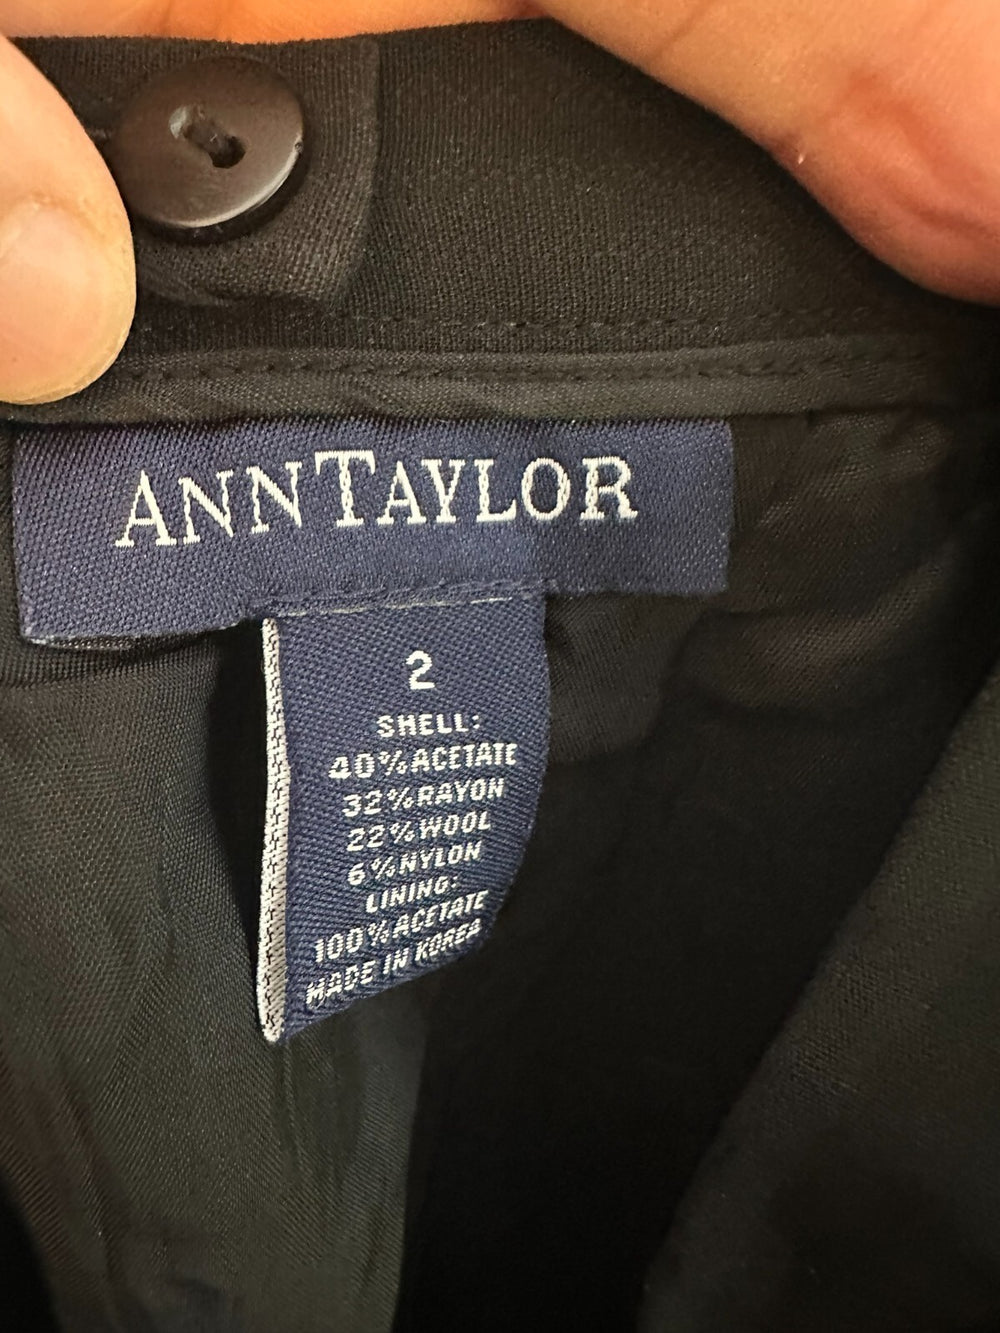 ANNTAYLOR
2
SHELL:
40%ACETATE
32%RAYON
22%WOOL
6%NYLON
LINING:
100%ACETATE
MADE IN KOREA